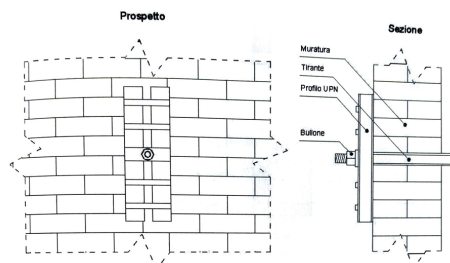 Prospetto
Sezione
Muratura
Tirante
Profilo UPN
Bullone